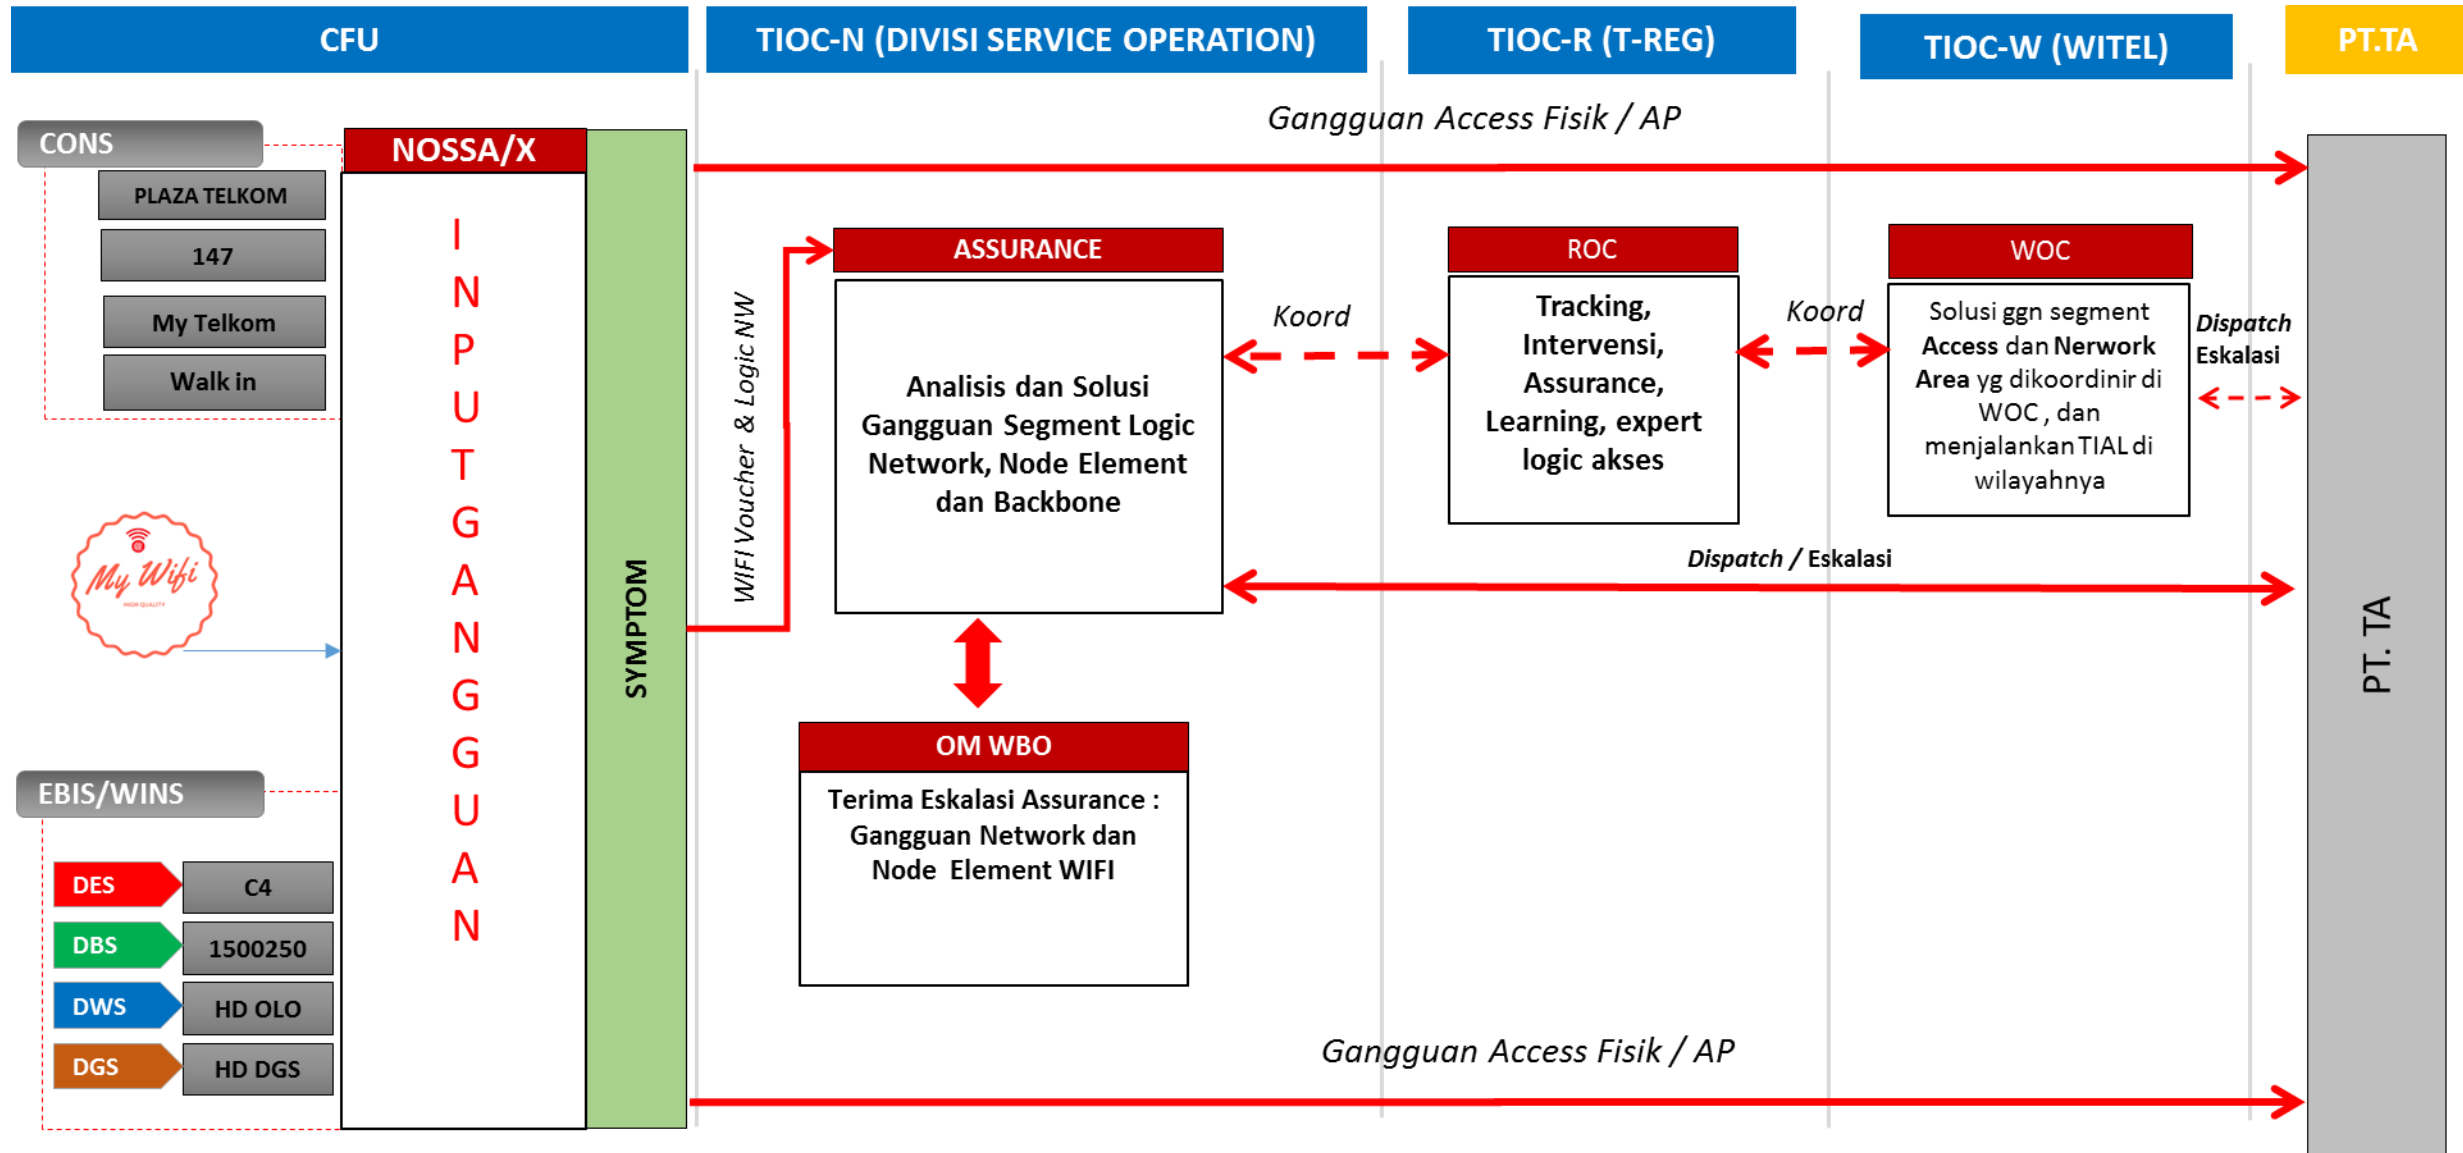 CFU
TIOC-N (DIVISI SERVICE OPERATION)
TIOC-R (T-REG)
TIOC-W (WITEL)
PT.TA
CONS
PLAZA TELKOM
147
My Telkom
Walk in
My Wifi
HIGH QUALITY
EBIS/WINS
DES
C4
DBS
1500250
DWS
HD OLO
DGS
HD DGS
NOSSA/X
I
N
P
U
T
G
A
N
G
G
U
A
N
SYMPTOM
Gangguan Access Fisik / AP
WIFI Voucher & Logic NW
ASSURANCE
Analisis dan Solusi
Gangguan Segment Logic
Network, Node Element
dan Backbone
Koord
ROC
Tracking,
Intervensi,
Assurance,
Learning, expert
logic akses
Koord
WOC
Solusi ggn segment
Access dan Nerwork
Area yg dikoordinir di
WOC , dan
menjalankan TIAL di
wilayahnya
Dispatch
Eskalasi
Dispatch / Eskalasi
OM WBO
Terima Eskalasi Assurance :
Gangguan Network dan
Node Element WIFI
Gangguan Access Fisik / AP
PT. TA